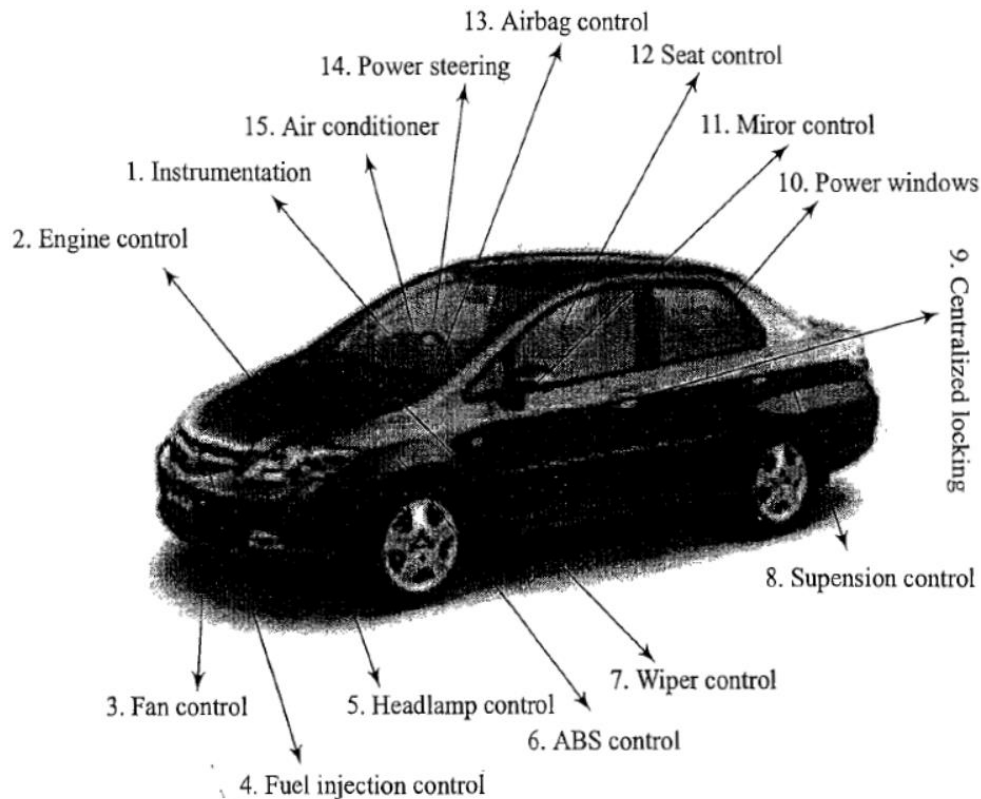 13. Airbag control
14. Power steering
12 Seat control
15. Air conditioner
11. Miror control
1. Instrumentation
10. Power windows
2. Engine control
9. Centralized locking
8. Supension control
7. Wiper control
3. Fan control
5. Headlamp control
6. ABS control
4. Fuel injection control